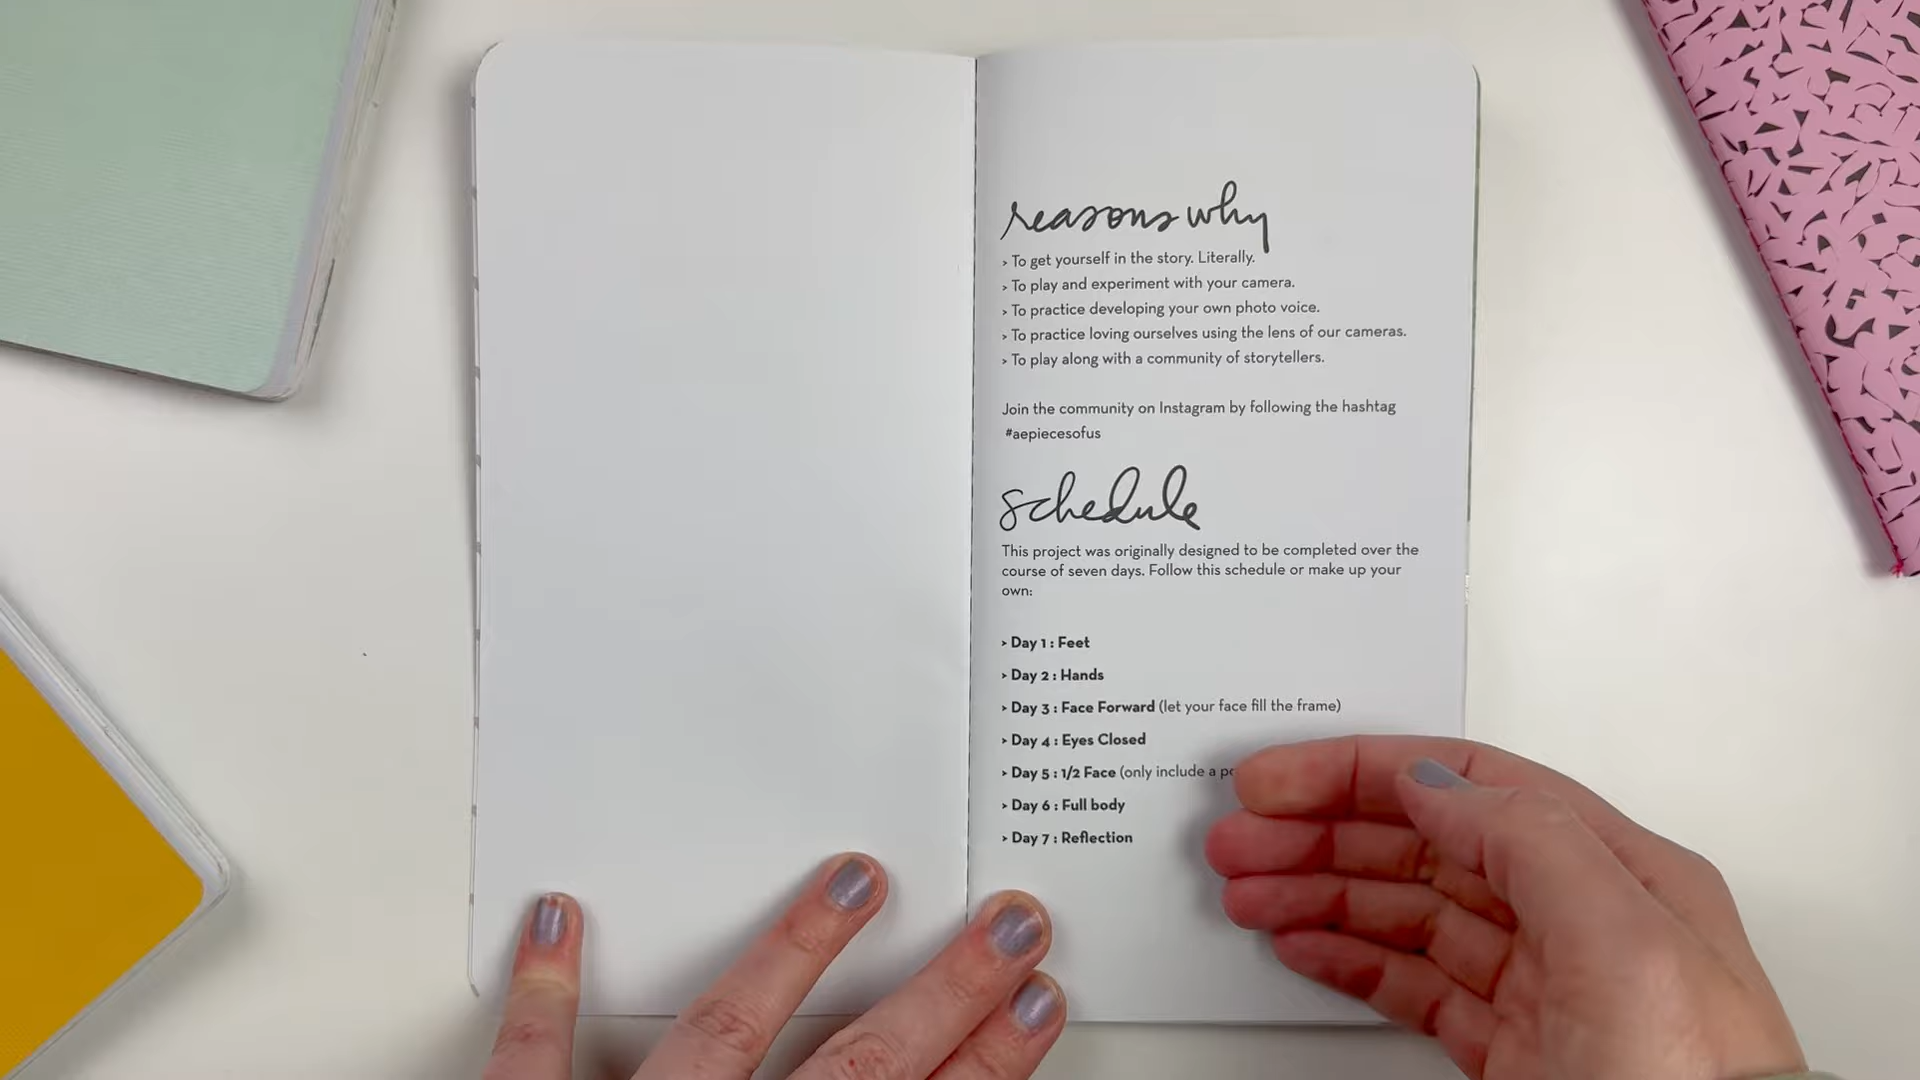 reasons why
> To get yourself in the story. Literally.
> To play and experiment with your camera.
> To practice developing your own photo voice.
> To practice loving ourselves using the lens of our cameras.
> To play along with a community of storytellers.
Join the community on Instagram by following the hashtag
#aepiecesofus
schedule
This project was originally designed to be completed over the
course of seven days. Follow this schedule or make up your
own:
> Day 1 : Feet
> Day 2 : Hands
> Day 3 : Face Forward (let your face fill the frame)
> Day 4 : Eyes Closed
> Day 5 : 1/2 Face (only include a
> Day 6 : Full body
> Day 7 : Reflection